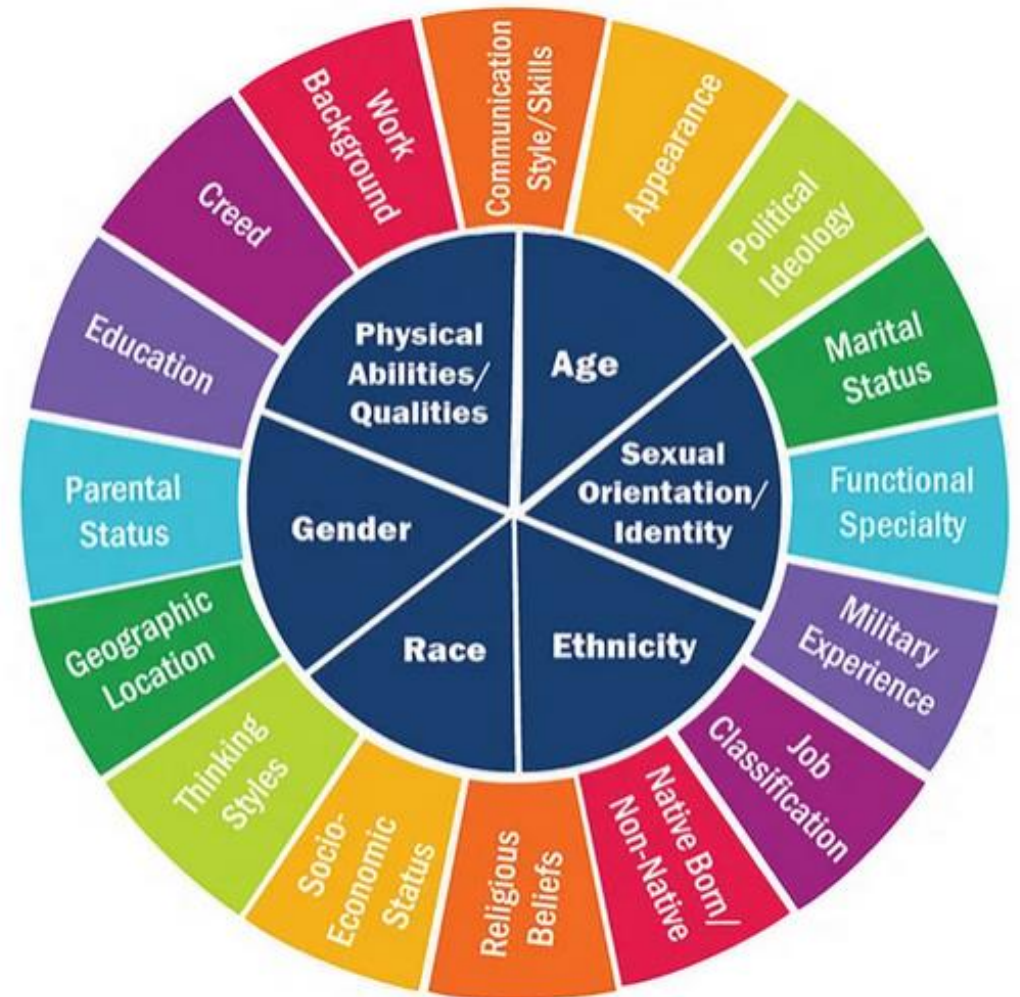 Communication
Style/Skills
Appearance
Political
Ideology
Marital
Status
Functional
Specialty
Military
Experience
Job
Classification
Native Born/
Non-Native
Religious
Beliefs
Socio-
Economic
Status
Thinking
Styles
Geographic
Location
Parental
Status
Education
Creed
Work
Background
Physical
Abilities/
Qualities
Age
Sexual
Orientation/
Identity
Ethnicity
Race
Gender